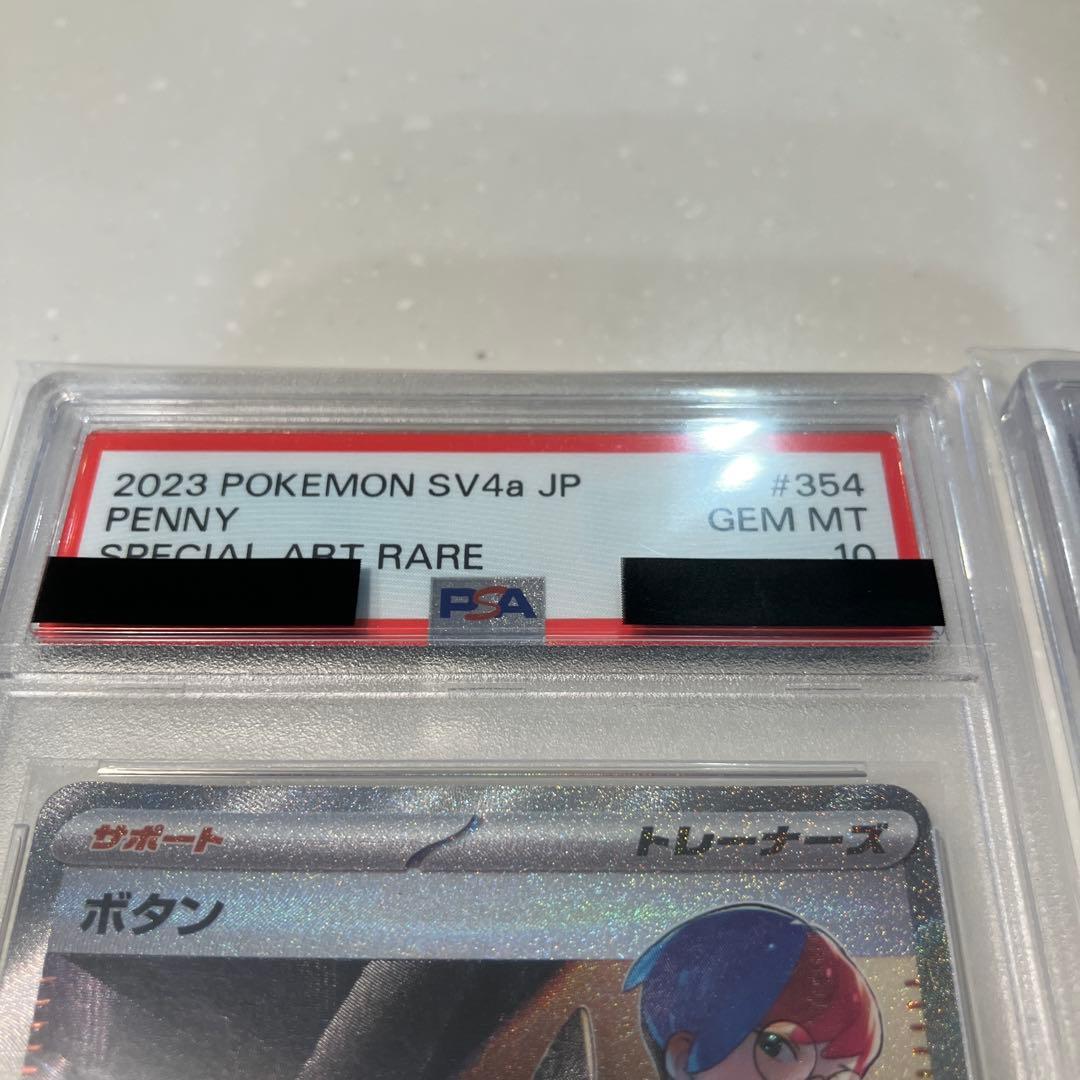 2023 POKEMON SV4a JP #354
PENNY GEM MT
SPECIAL ART RARE 10
PSA
サポート トレーナーズ
ボタン